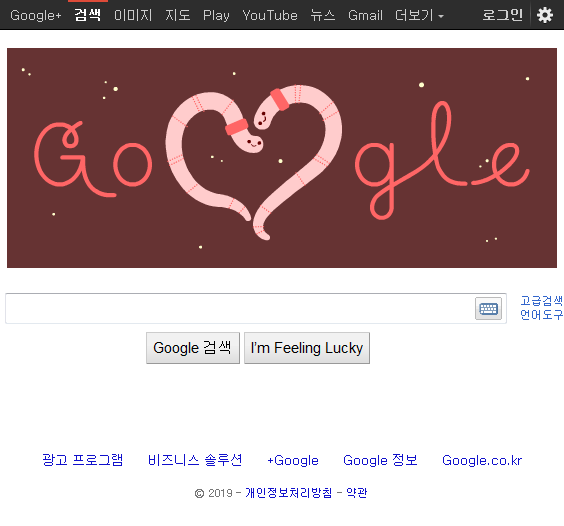 Google+ 검색 이미지 지도 Play YouTube 뉴스 Gmail 더보기 로그인
Google
고급검색
언어도구
Google 검색 I'm Feeling Lucky
광고 프로그램 비즈니스 솔루션 +Google Google 정보 Google.co.kr
© 2019 - 개인정보처리방침 - 약관